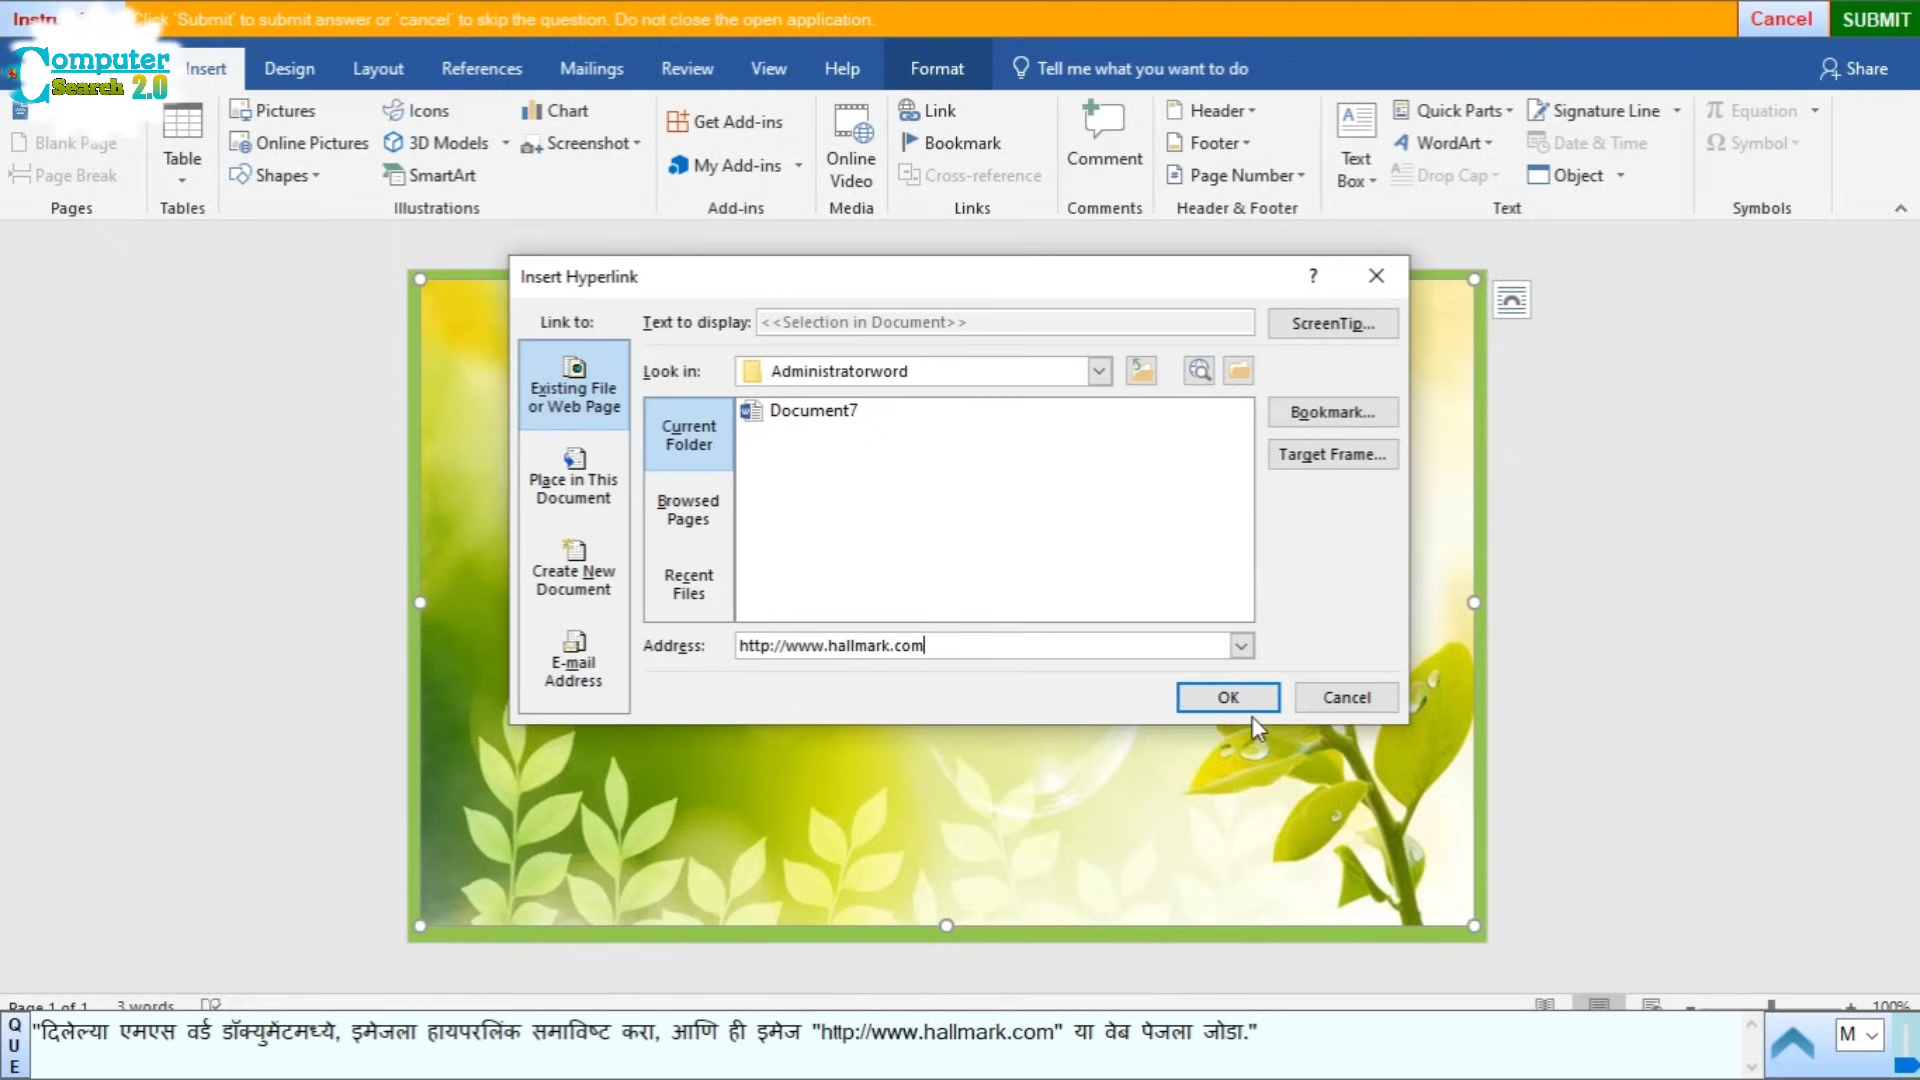 Click 'Submit' to submit answer or 'cancel' to skip the question. Do not close the open application.
Cancel
SUBMIT
Computer
Search 2.0
Insert
Design
Layout
References
Mailings
Review
View
Help
Format
Tell me what you want to do
Share
Blank Page
Page Break
Pages
Table
Tables
Pictures
Online Pictures
Shapes
Icons
3D Models
SmartArt
Chart
Screenshot
Illustrations
Get Add-ins
My Add-ins
Add-ins
Online
Video
Media
Link
Bookmark
Cross-reference
Links
Comment
Comments
Header
Footer
Page Number
Header & Footer
Text
Box
Quick Parts
WordArt
Drop Cap
Signature Line
Date & Time
Object
Text
Equation
Symbol
Symbols
Insert Hyperlink
?
Link to:
Text to display:
<<Selection in Document>>
ScreenTip...
Existing File
or Web Page
Place in This
Document
Create New
Document
E-mail
Address
Look in:
Administratorword
Current
Folder
Browsed
Pages
Recent
Files
Document7
Bookmark...
Target Frame...
Address:
http://www.hallmark.com
OK
Cancel
Page 1 of 1
3 words
100%
QUE
"दिलेल्या एमएस वर्ड डॉक्युमेंटमध्ये, इमेजला हायपरलिंक समाविष्ट करा, आणि ही इमेज "http://www.hallmark.com" या वेब पेजला जोडा."
M